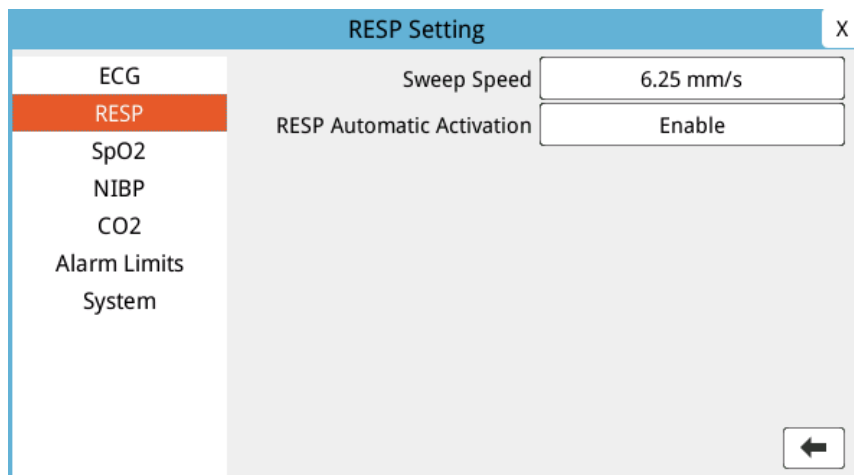 RESP Setting
X
ECG
RESP
SpO2
NIBP
CO2
Alarm Limits
System
Sweep Speed 6.25 mm/s
RESP Automatic Activation Enable